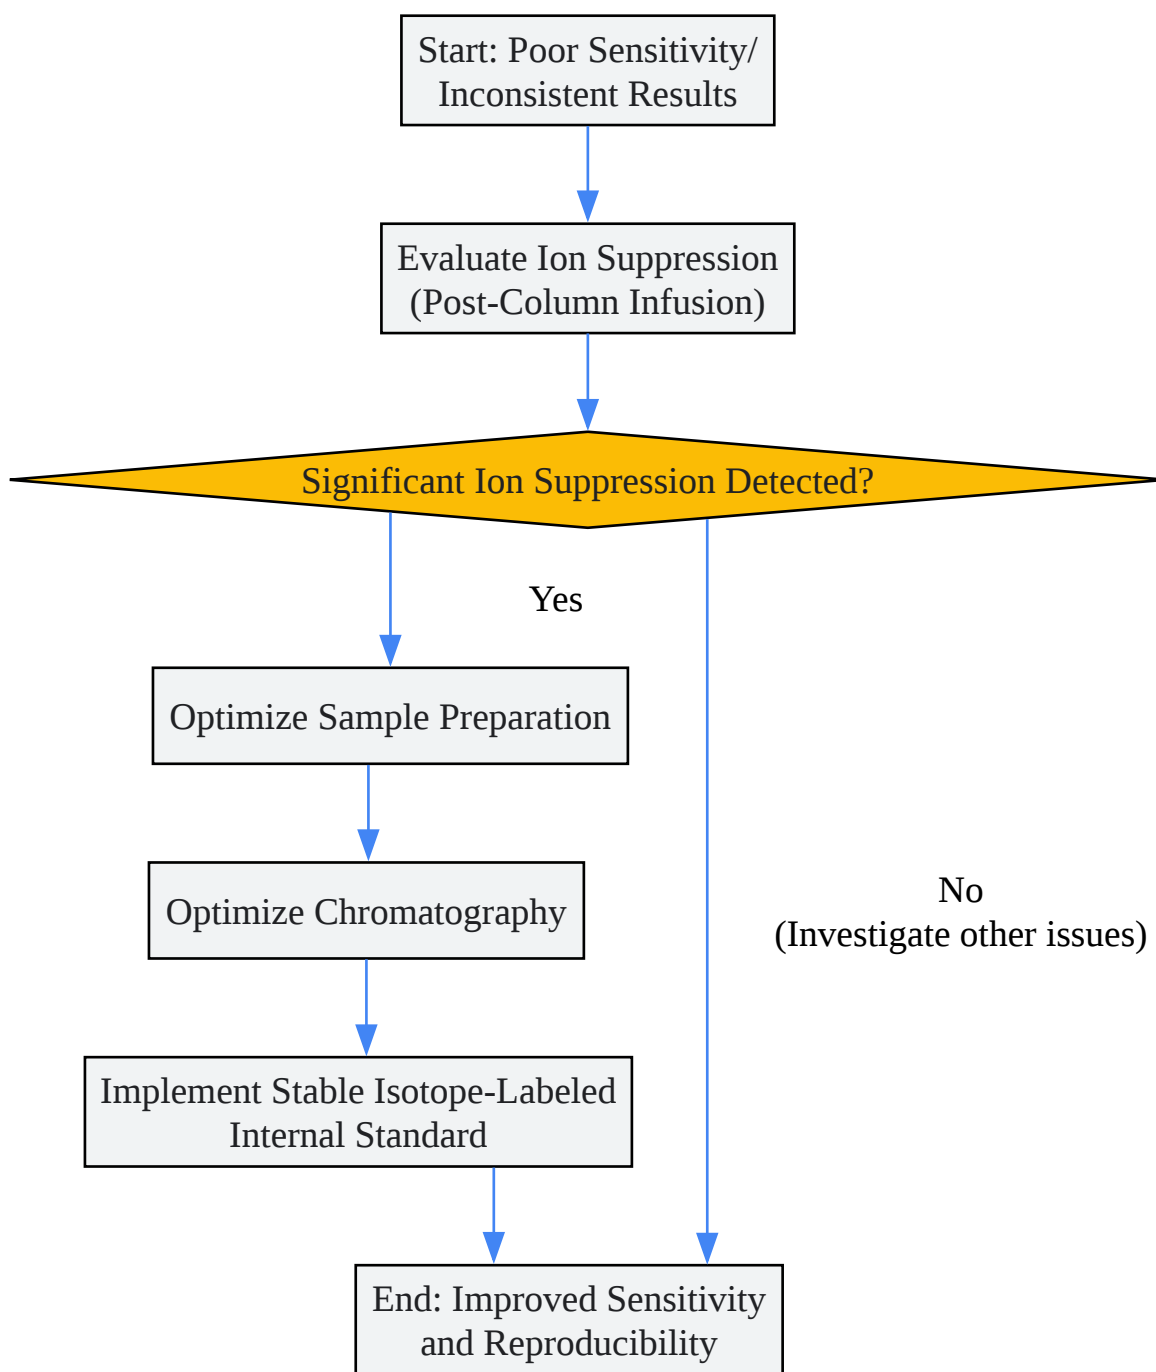 Start: Poor Sensitivity/
Inconsistent Results
Evaluate Ion Suppression
(Post-Column Infusion)
Significant Ion Suppression Detected?
Yes
Optimize Sample Preparation
Optimize Chromatography
No
(Investigate other issues)
Implement Stable Isotope-Labeled
Internal Standard
End: Improved Sensitivity
and Reproducibility